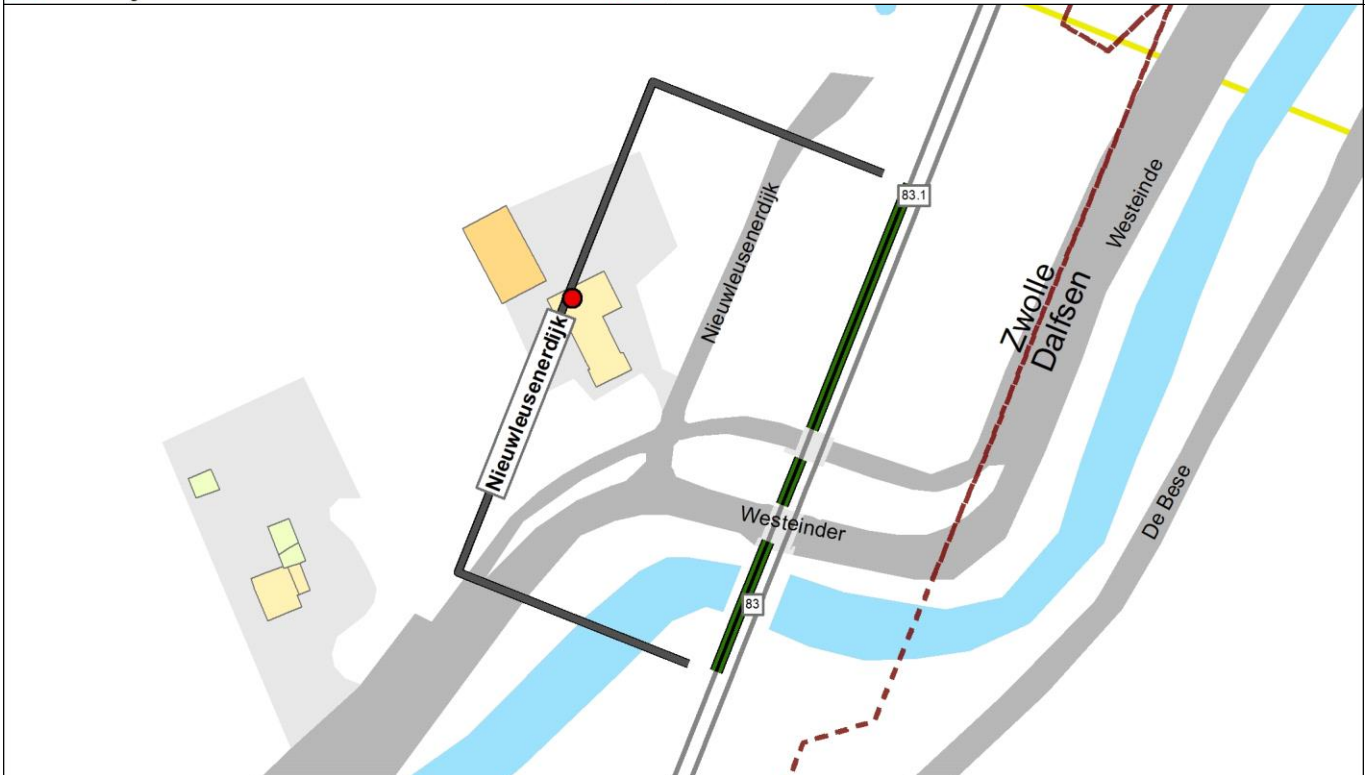 83.1
Westeinde
Nieuwleusenerdijk
Zwolle
Dalfsen
Nieuwleusenerdijk
De Bese
Westeinder
83